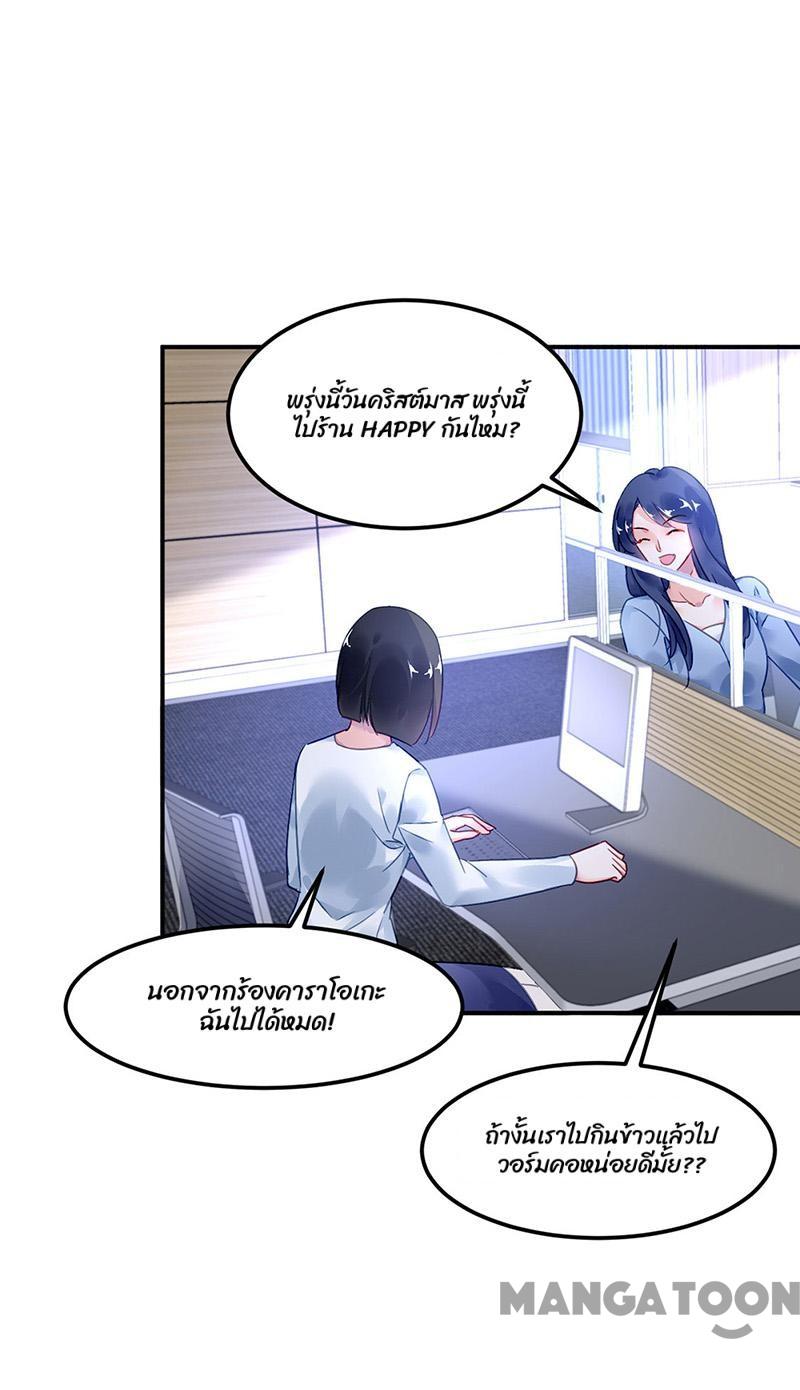 พรุ่งนี้วันคริสต์มาส พรุ่งนี้
ไปร้าน HAPPY กันไหม?
นอกจากร้องคาราโอเกะ
ฉันไปได้หมด!
ถ้างั้นเราไปกินข้าวแล้วไป
วอร์มคอหน่อยดีมั้ย??
MANGATOON